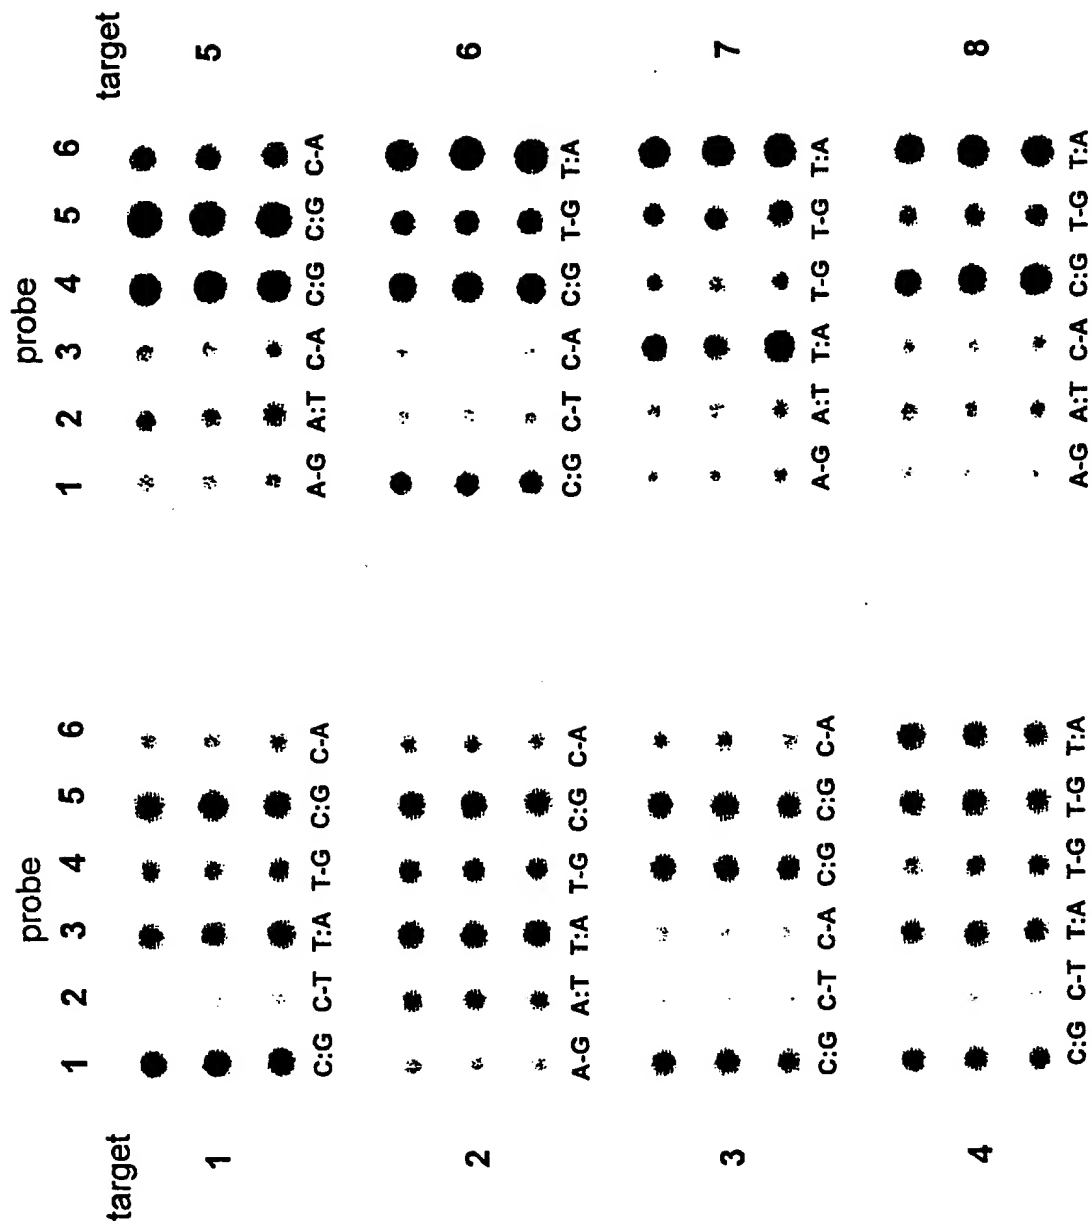 probe
1 2 3 4 5 6
target
1
C:G C-T T:A T-G C:G C-A
2
A-G A:T T:A T-G C:G C-A
3
C:G C-T C-A C:G C:G C-A
4
C:G C-T T:A T-G T-G T:A
probe
1 2 3 4 5 6
target
5
A-G A:T C-A C:G C:G C-A
6
C:G C-T C-A C:G T-G T:A
7
A-G A:T T:A T-G T-G T:A
8
A-G A:T C-A C:G T-G T:A